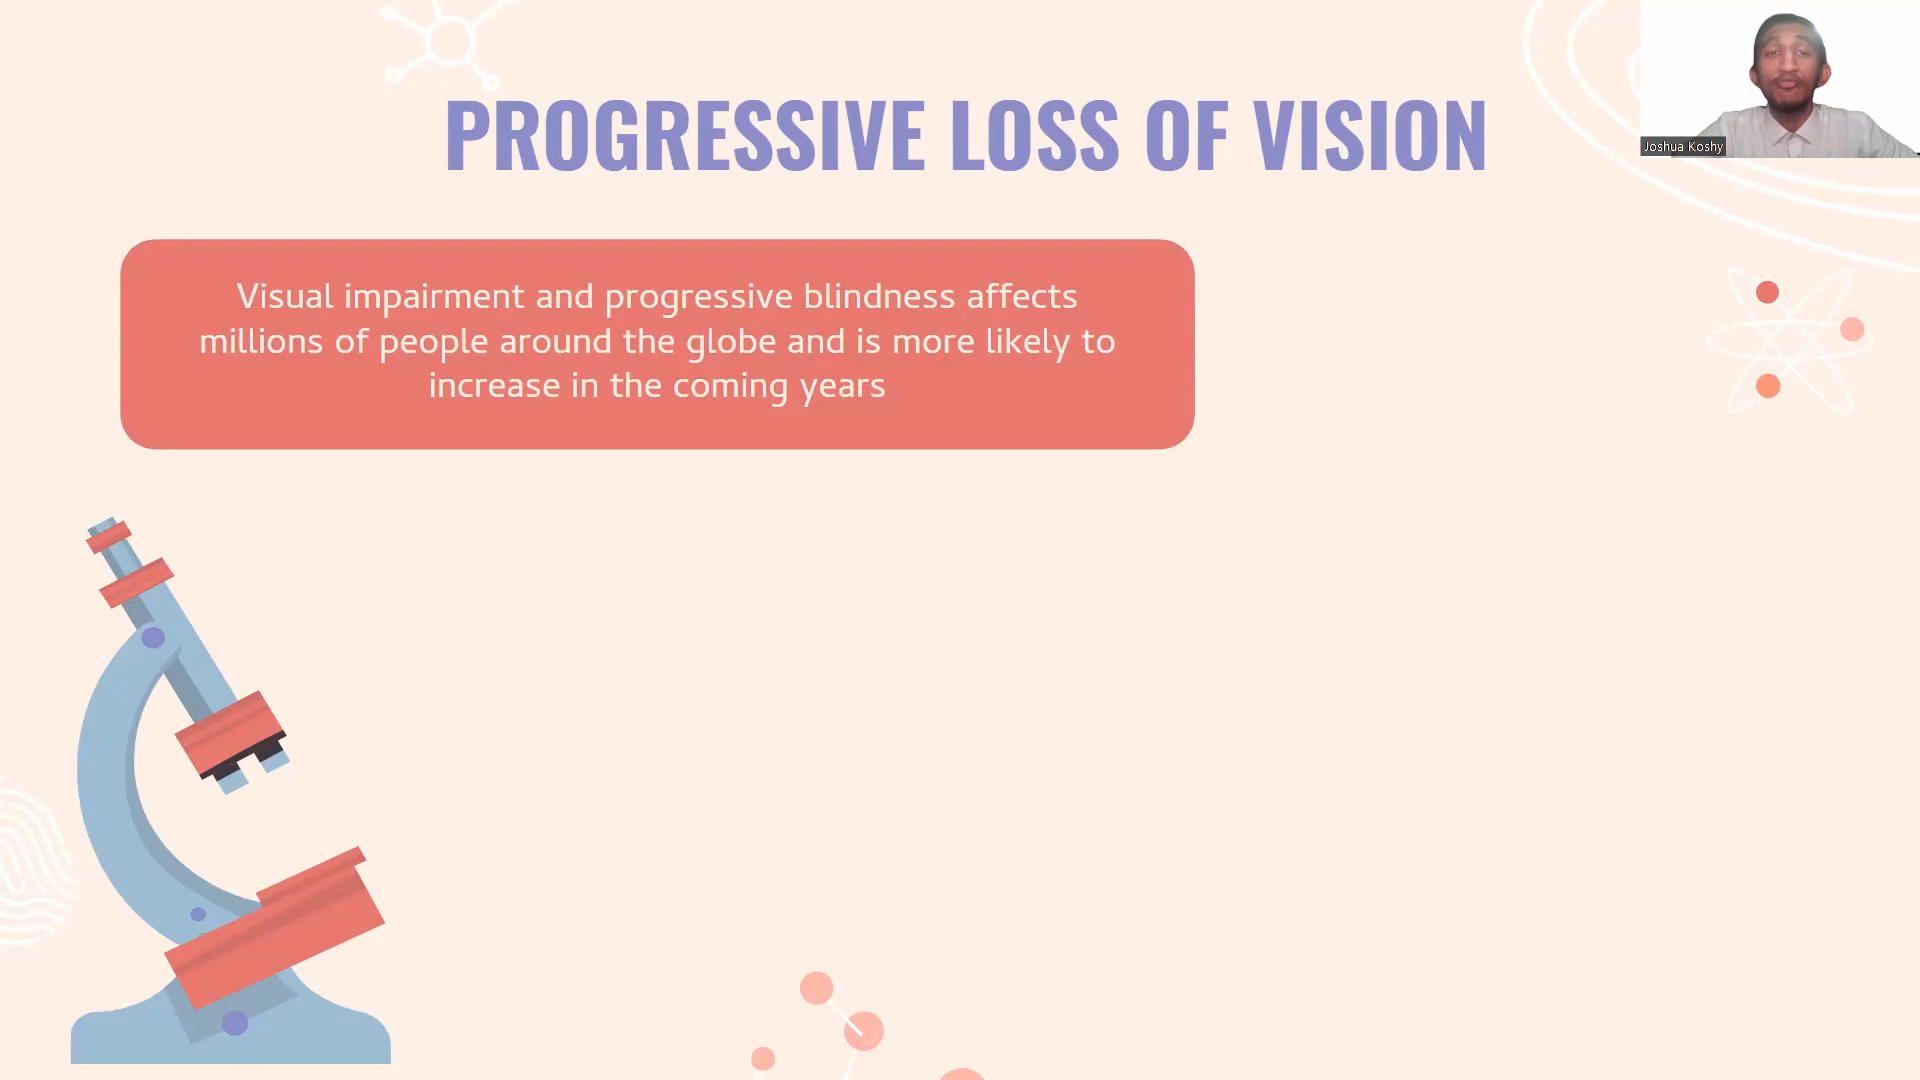 PROGRESSIVE LOSS OF VISION
Joshua Koshy
Visual impairment and progressive blindness affects
millions of people around the globe and is more likely to
increase in the coming years